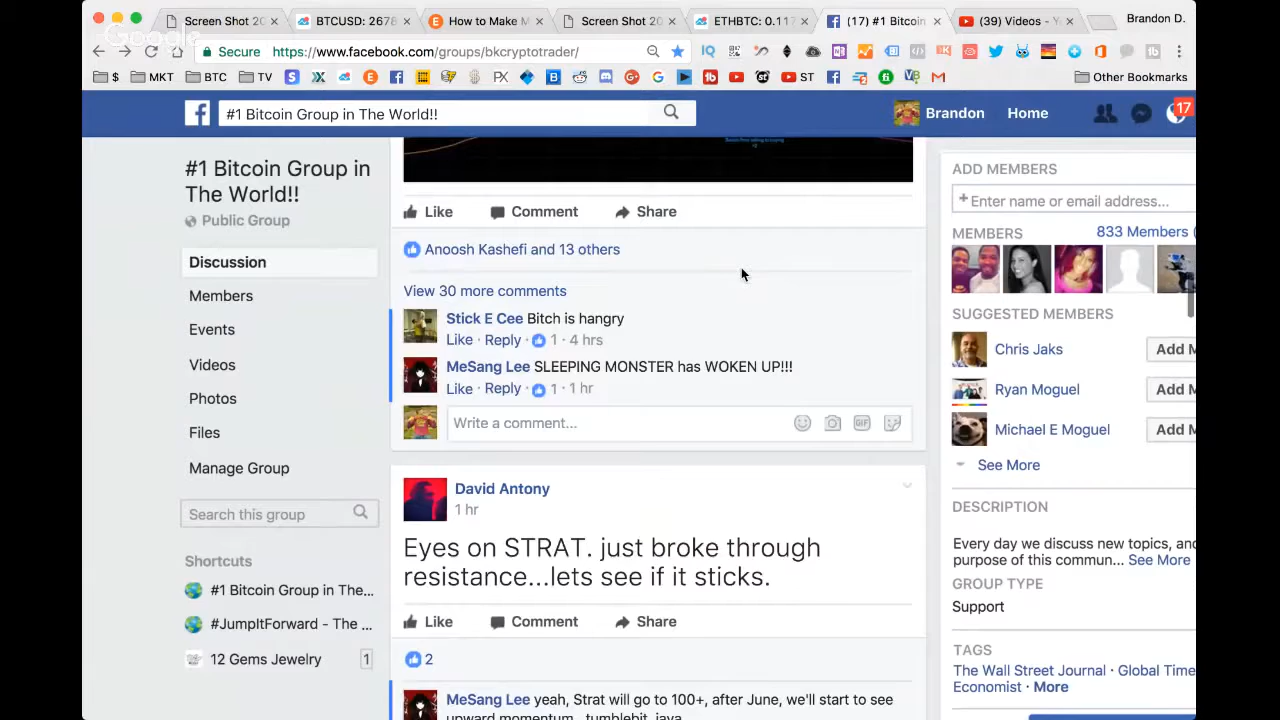 Screen Shot 20
BTCUSD: 2678
How to Make M
Screen Shot 20
ETHBTC: 0.11
(17) #1 Bitcoin
(39) Videos - Y
Brandon D.
Google
Secure
https://www.facebook.com/groups/bkcryptotrader/
$
MKT
BTC
TV
PX
ST
Other Bookmarks
#1 Bitcoin Group in The World!!
Brandon
Home
17
#1 Bitcoin Group in
The World!!
Public Group
Discussion
Members
Events
Videos
Photos
Files
Manage Group
Search this group
Shortcuts
#1 Bitcoin Group in The...
#JumpItForward - The ...
12 Gems Jewelry
1
Like
Comment
Share
Anoosh Kashefi and 13 others
View 30 more comments
Stick E Cee Bitch is hangry
Like · Reply · 1 · 4 hrs
MeSang Lee SLEEPING MONSTER has WOKEN UP!!!
Like · Reply · 1 · 1 hr
Write a comment...
GIF
David Antony
1 hr
Eyes on STRAT. just broke through
resistance...lets see if it sticks.
Like
Comment
Share
2
MeSang Lee yeah, Strat will go to 100+, after June, we'll start to see
upward momentum.. tumblebit, java
ADD MEMBERS
+ Enter name or email address...
MEMBERS
833 Members (
SUGGESTED MEMBERS
Chris Jaks
Add M
Ryan Moguel
Add M
Michael E Moguel
Add M
See More
DESCRIPTION
Every day we discuss new topics, and
purpose of this commun... See More
GROUP TYPE
Support
TAGS
The Wall Street Journal · Global Time
Economist · More